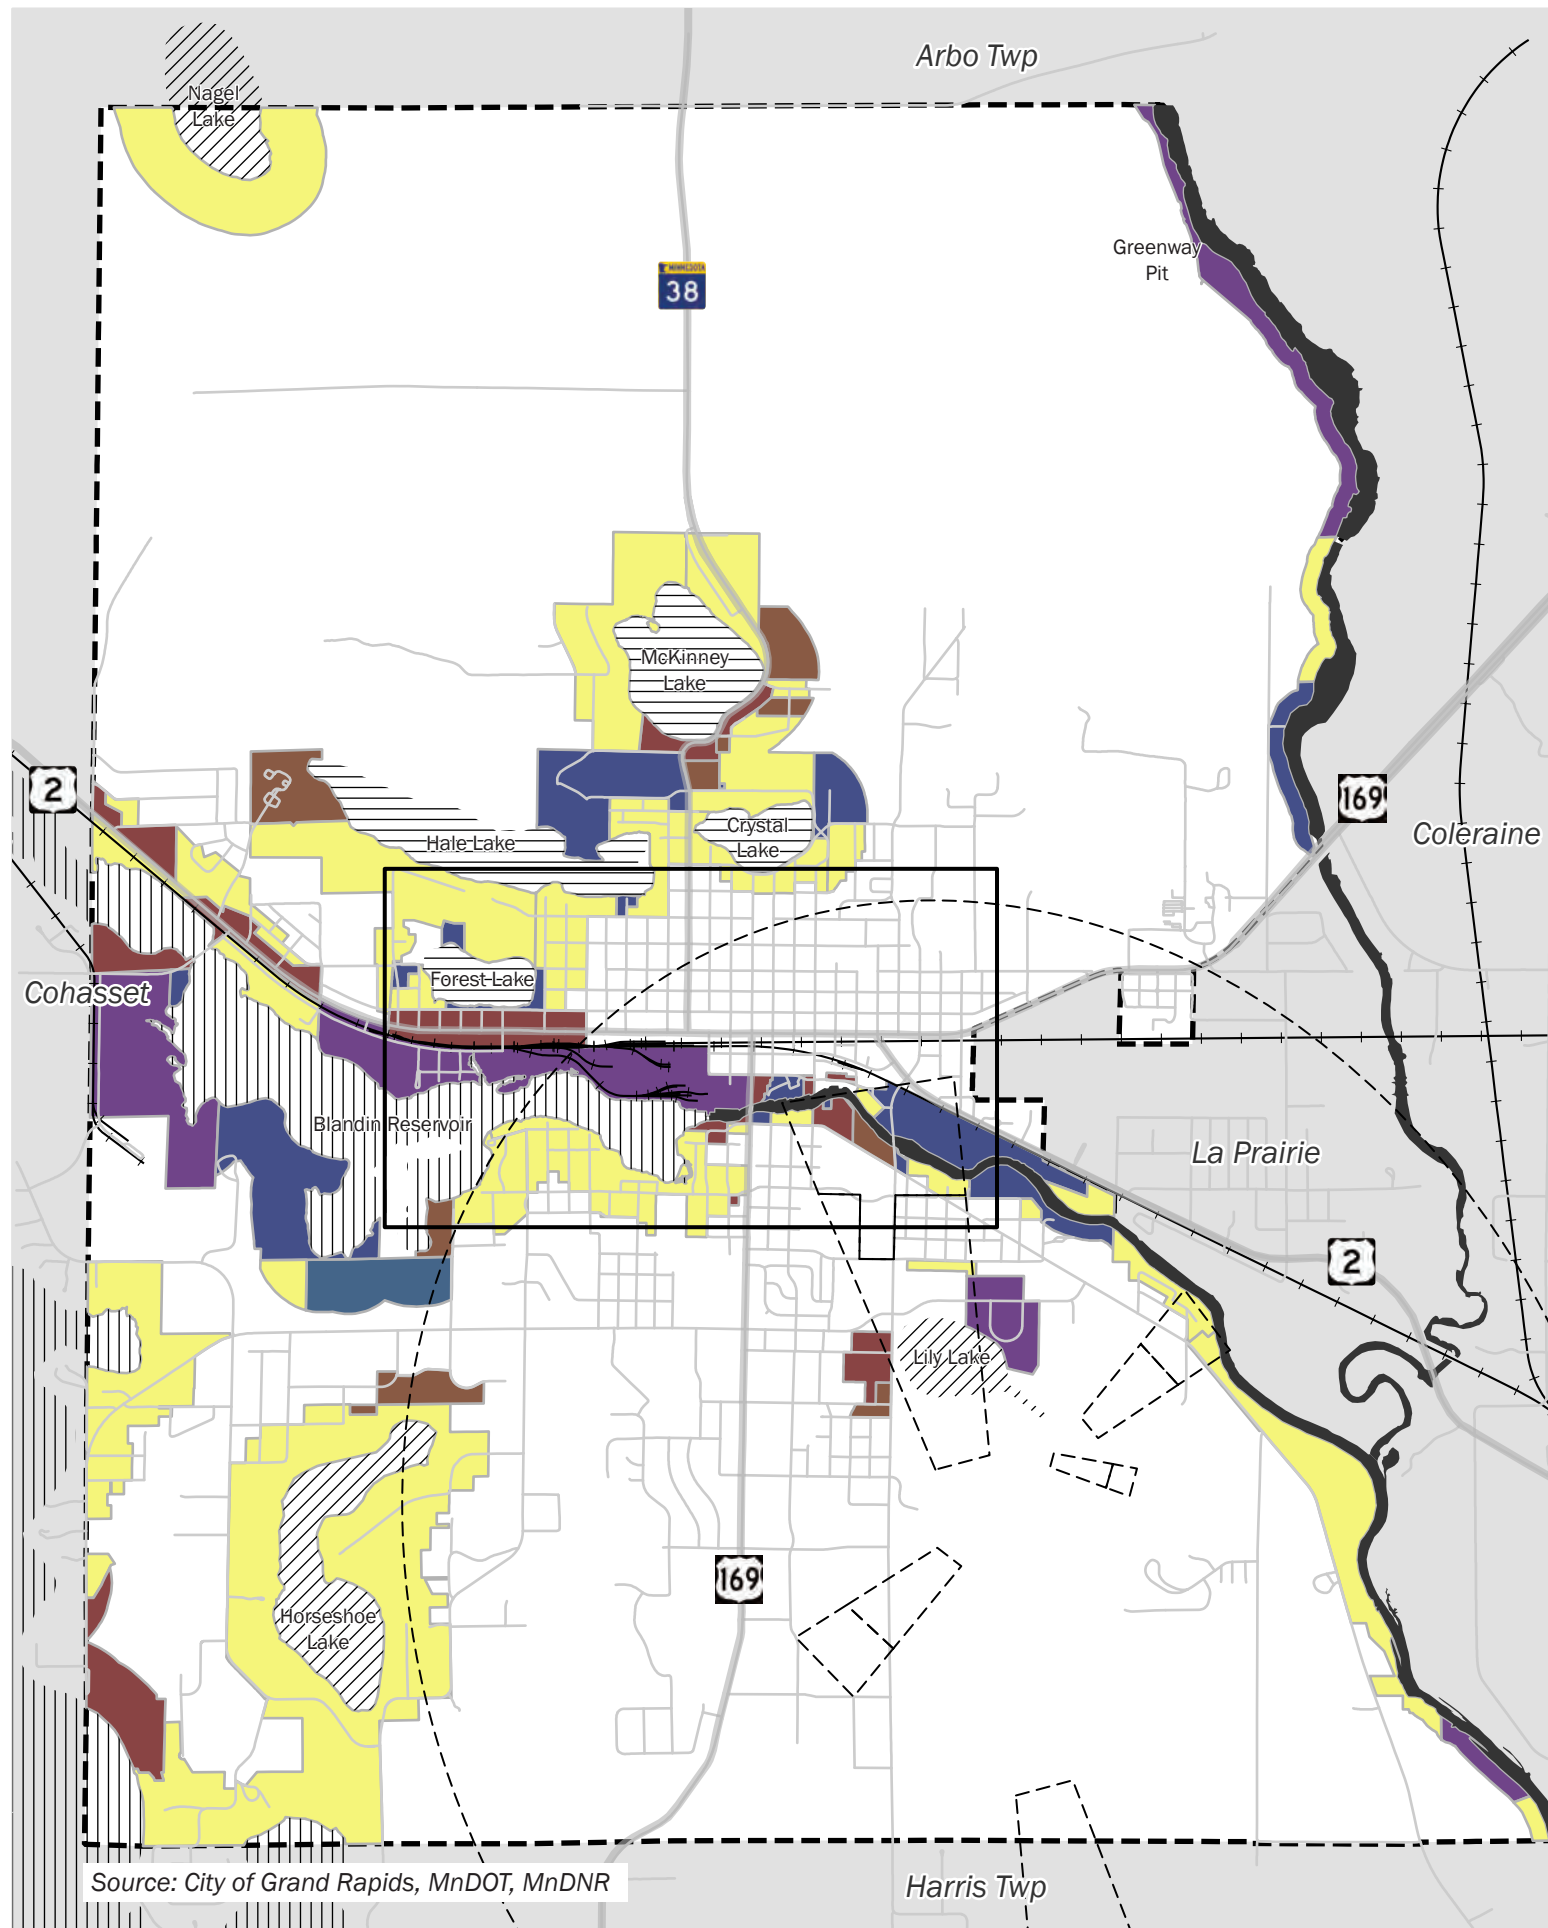 Arbo Twp
Nagel
Lake
Greenway
Pit
MINNESOTA
38
McKinney
Lake
2
169
Crystal
Lake
Hale Lake
Coleraine
Forest Lake
Cohasset
Blandin Reservoir
La Prairie
2
Lily Lake
169
Horseshoe
Lake
Source: City of Grand Rapids, MnDOT, MnDNR
Harris Twp